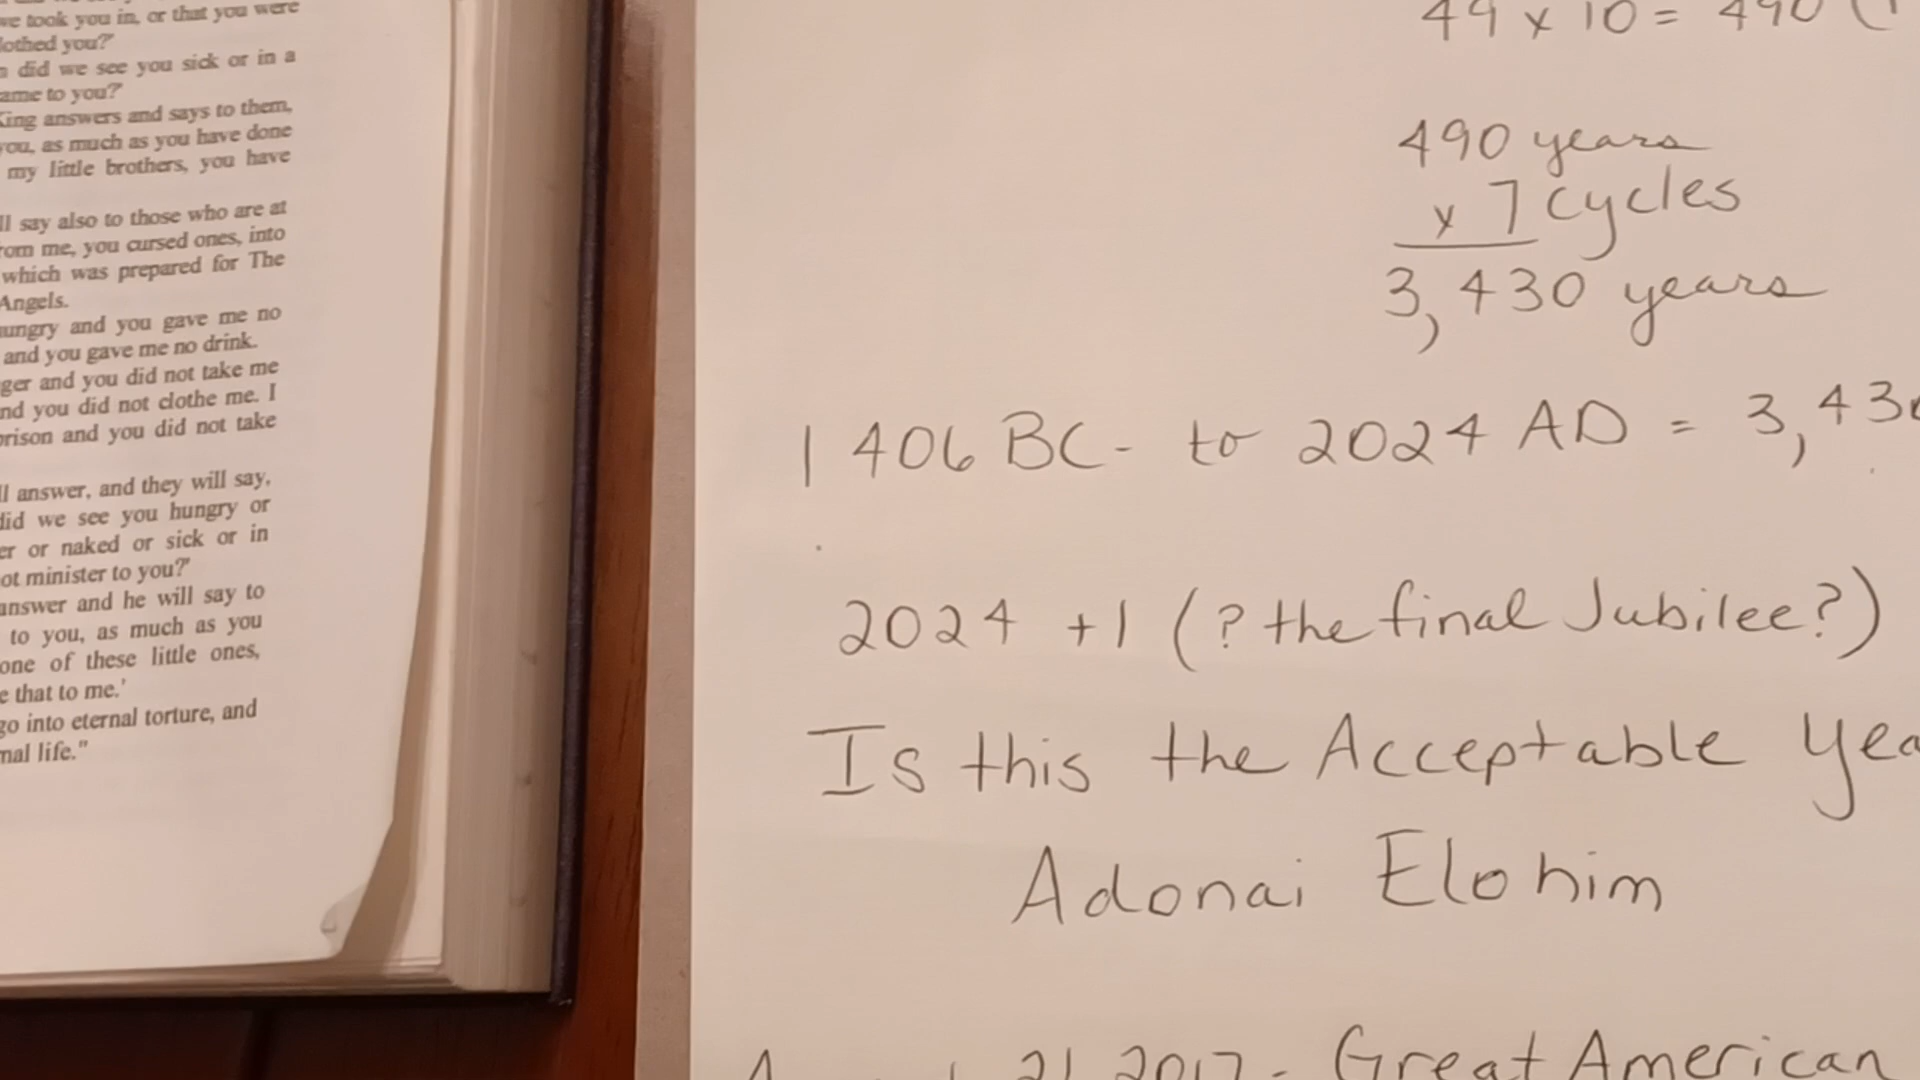 we took you in, or that you were
lothed you?'
did we see you sick or in a
ame to you?'
King answers and says to them,
you, as much as you have done
my little brothers, you have
ll say also to those who are at
rom me, you cursed ones, into
which was prepared for The
Angels.
ungry and you gave me no
and you gave me no drink.
ger and you did not take me
nd you did not clothe me. I
prison and you did not take
ll answer, and they will say,
did we see you hungry or
er or naked or sick or in
ot minister to you?'
answer and he will say to
to you, as much as you
one of these little ones,
e that to me.'
go into eternal torture, and
nal life."
49 x 10 = 490 (
490 years
x 7 cycles
3,430 years
1406 BC - to 2024 AD = 3,430
2024 +1 (? the final Jubilee?)
Is this the Acceptable Yea
Adonai Elohim
21 2017 - Great American